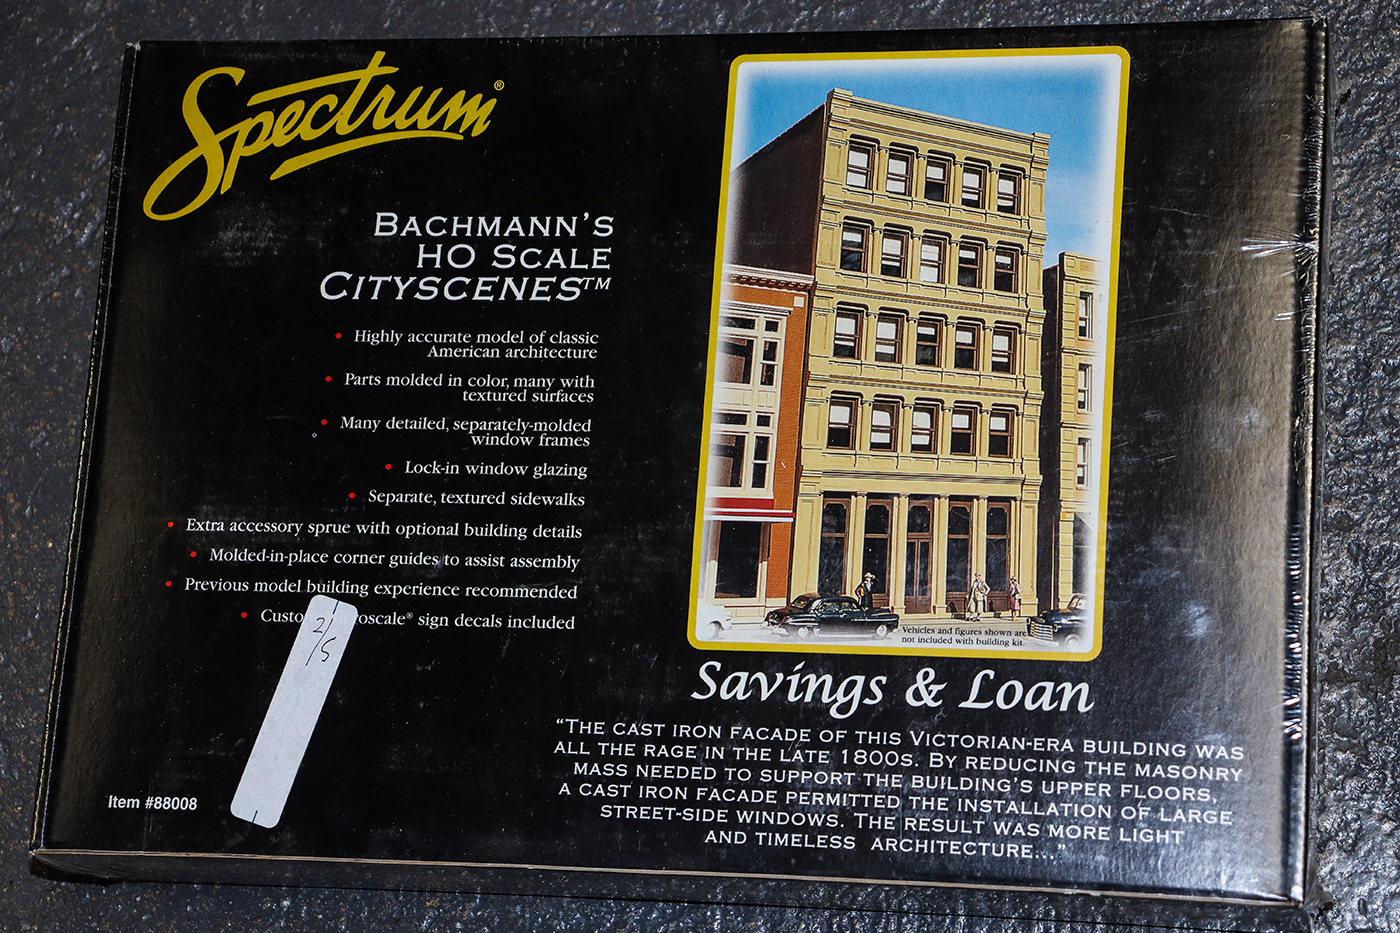 Spectrum®
BACHMANN'S
HO SCALE
CITYSCENES™
• Highly accurate model of classic
American architecture
• Parts molded in color, many with
textured surfaces
• Many detailed, separately-molded
window frames
• Lock-in window glazing
• Separate, textured sidewalks
• Extra accessory sprue with optional building details
• Molded-in-place corner guides to assist assembly
• Previous model building experience recommended
• sign decals included
21/5
Item #88008
Vehicles and figures shown are
not included with building kit.
Savings & Loan
"THE CAST IRON FACADE OF THIS VICTORIAN-ERA BUILDING WAS
ALL THE RAGE IN THE LATE 1800S. BY REDUCING THE MASONRY
MASS NEEDED TO SUPPORT THE BUILDING'S UPPER FLOORS,
A CAST IRON FACADE PERMITTED THE INSTALLATION OF LARGE
STREET-SIDE WINDOWS. THE RESULT WAS MORE LIGHT
AND TIMELESS ARCHITECTURE..."